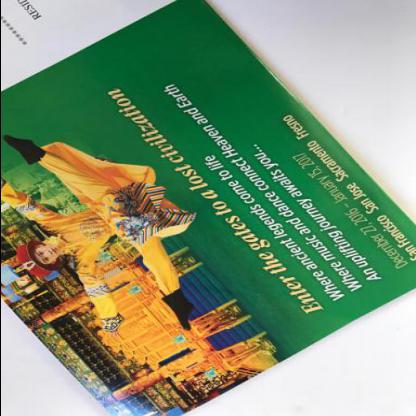 Enter the gates to a lost civilization
Where ancient legends come to life
Where music and dance connect Heaven and Earth
An uplifting journey awaits you...
December 27, 2016 - January 15, 2017
San Francisco San Jose Sacramento Fresno
RESID